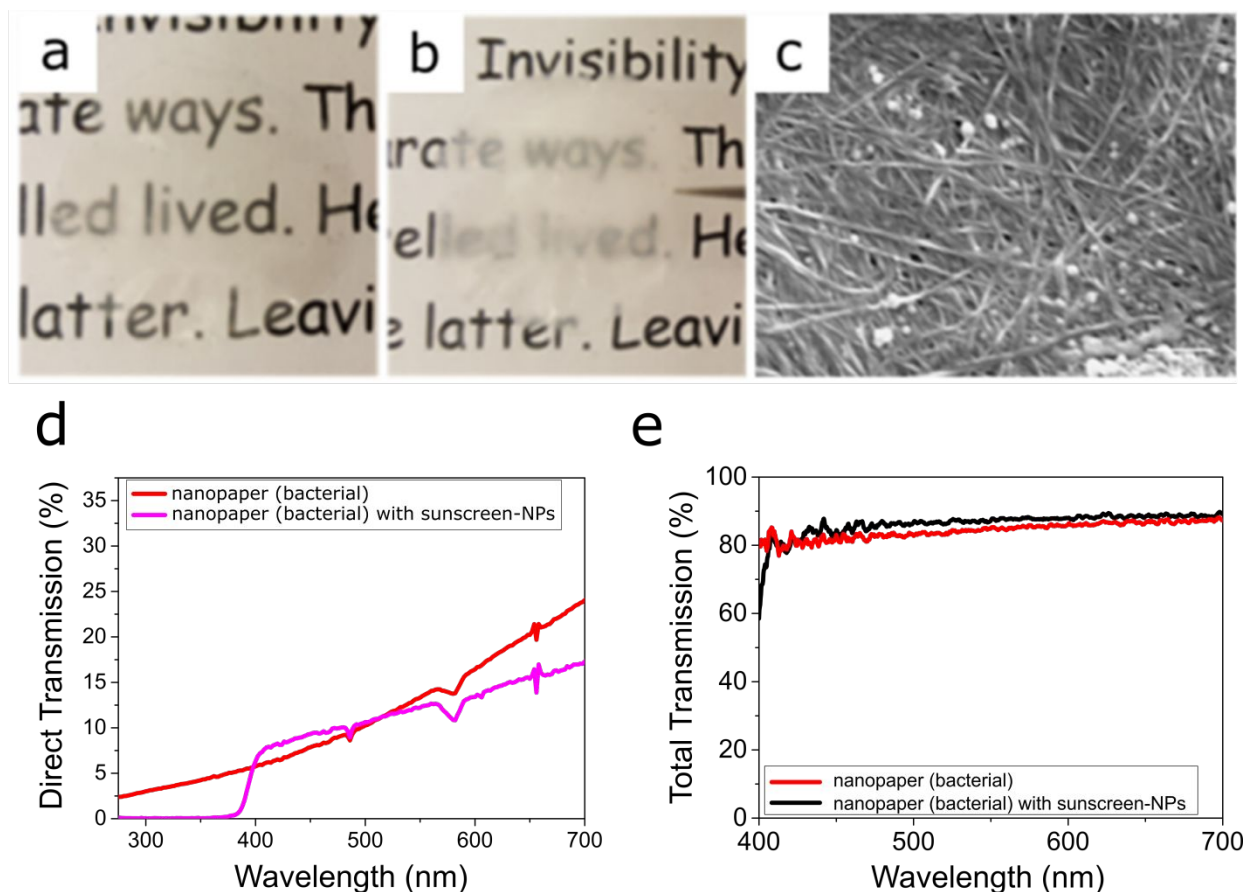 a
nvisibility
ate ways. Th
lled lived. He
latter. Leavi
b
Invisibility
rate ways. Th
relled lived. He
e latter. Leavi
c
d
nanopaper (bacterial)
nanopaper (bacterial) with sunscreen-NPs
Direct Transmission (%)
35
30
25
20
15
10
5
0
300 400 500 600 700
Wavelength (nm)
e
Total Transmission (%)
100
80
60
40
20
0
nanopaper (bacterial)
nanopaper (bacterial) with sunscreen-NPs
400 500 600 700
Wavelength (nm)